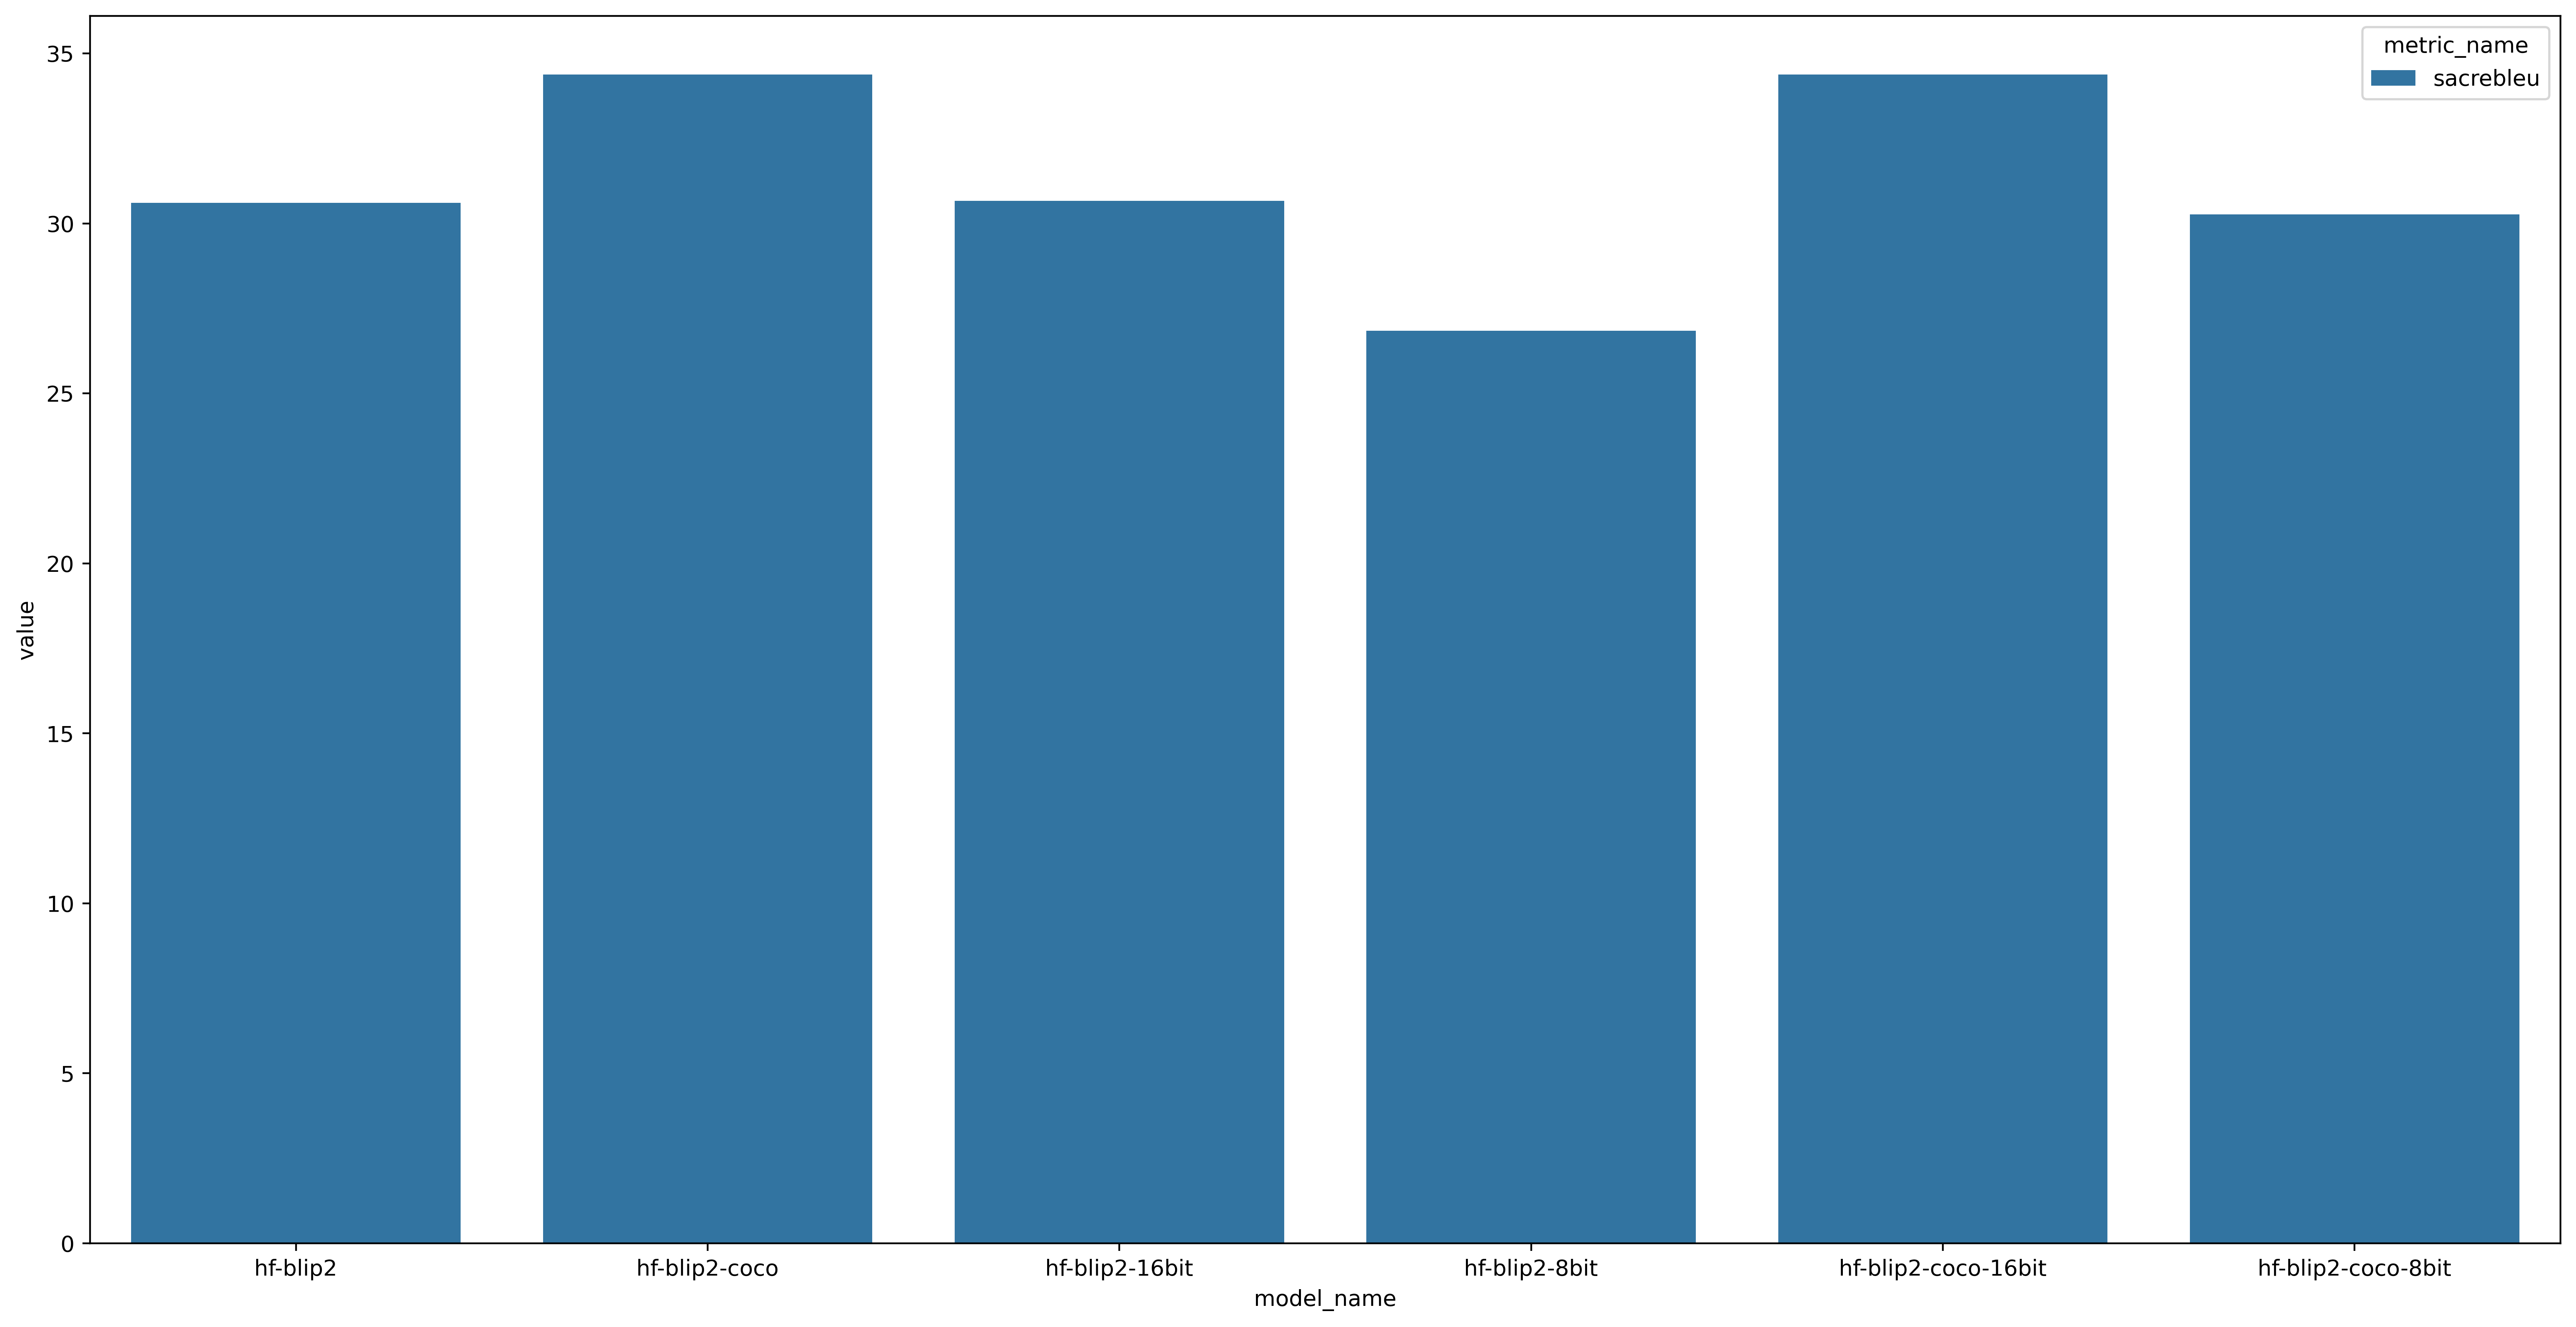 metric_name
sacrebleu
35
30
25
20
15
10
5
0
value
hf-blip2
hf-blip2-coco
hf-blip2-16bit
hf-blip2-8bit
hf-blip2-coco-16bit
hf-blip2-coco-8bit
model_name